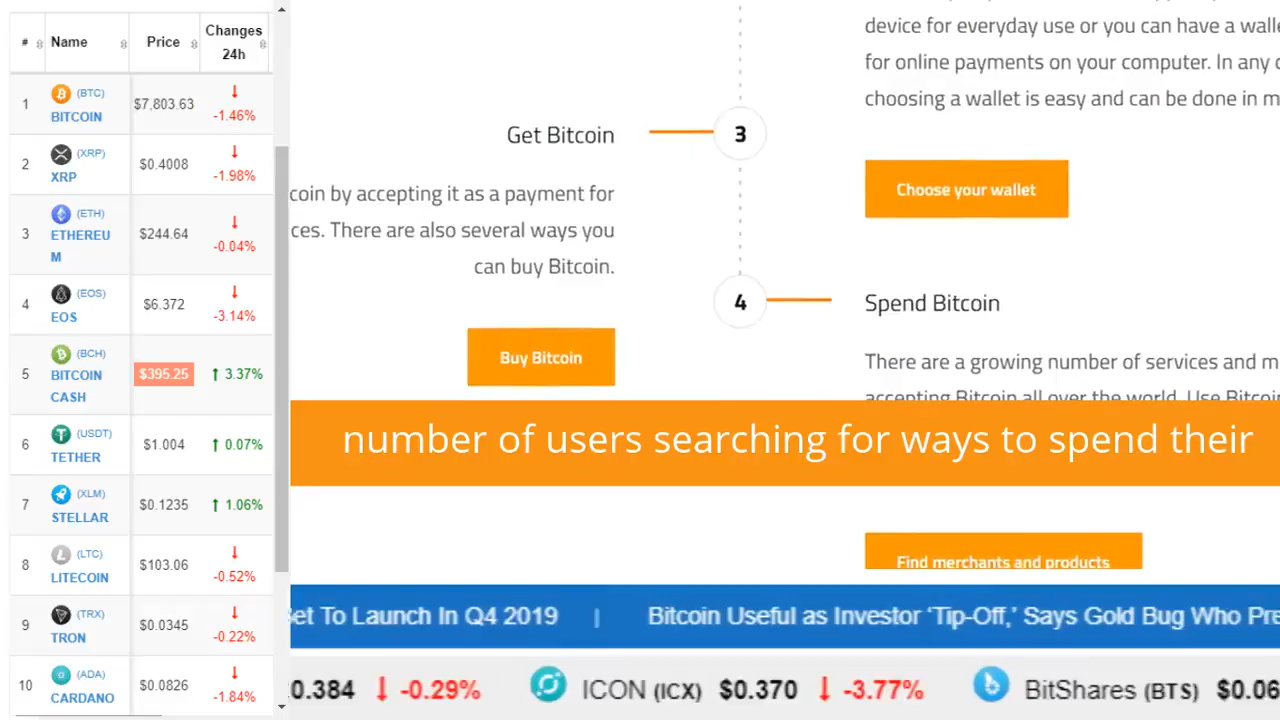 # Name Price Changes 24h
1 (BTC) BITCOIN $7,803.63 ↓ -1.46%
2 (XRP) XRP $0.4008 ↓ -1.98%
3 (ETH) ETHEREU M $244.64 ↓ -0.04%
4 (EOS) EOS $6.372 ↓ -3.14%
5 (BCH) BITCOIN CASH $395.25 ↑ 3.37%
6 (USDT) TETHER $1.004 ↑ 0.07%
7 (XLM) STELLAR $0.1235 ↑ 1.06%
8 (LTC) LITECOIN $103.06 ↓ -0.52%
9 (TRX) TRON $0.0345 ↓ -0.22%
10 (ADA) CARDANO $0.0826 ↓ -1.84%
device for everyday use or you can have a walle
for online payments on your computer. In any
choosing a wallet is easy and can be done in m
Choose your wallet
Get Bitcoin
3
coin by accepting it as a payment for
ces. There are also several ways you
can buy Bitcoin.
Buy Bitcoin
4
Spend Bitcoin
There are a growing number of services and m
accepting Bitcoin all over the world. Use Bitcoin
number of users searching for ways to spend their
Find merchants and products
Set To Launch In Q4 2019 | Bitcoin Useful as Investor ‘Tip-Off,’ Says Gold Bug Who Pre
0.384 ↓ -0.29% ICON (ICX) $0.370 ↓ -3.77% BitShares (BTS) $0.06